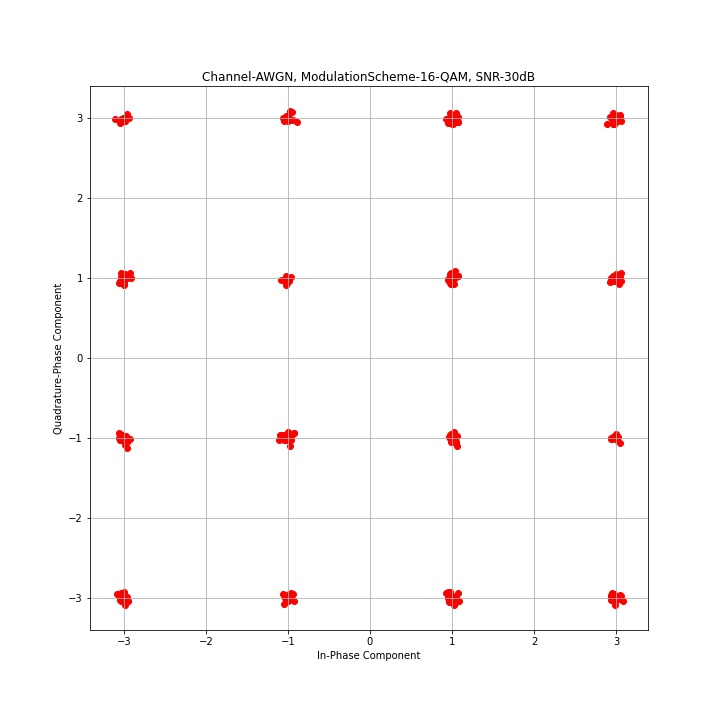 Channel-AWGN, ModulationScheme-16-QAM, SNR-30dB
3
2
1
0
−1
−2
−3
Quadrature-Phase Component
−3 −2 −1 0 1 2 3
In-Phase Component